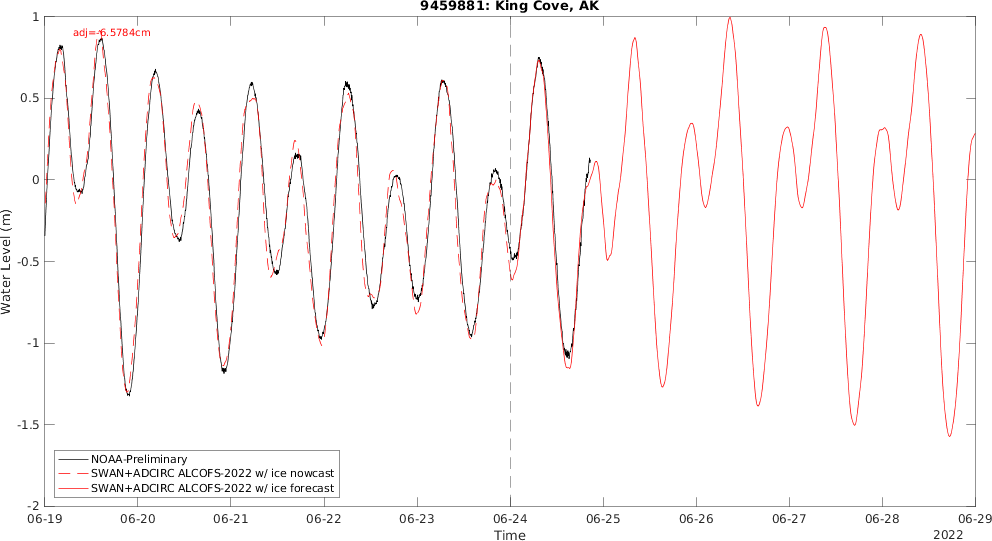 9459881: King Cove, AK
adj=-6.5784cm
1
0.5
0
-0.5
-1
-1.5
-2
Water Level (m)
NOAA-Preliminary
SWAN+ADCIRC ALCOFS-2022 w/ ice nowcast
SWAN+ADCIRC ALCOFS-2022 w/ ice forecast
06-19 06-20 06-21 06-22 06-23 06-24 06-25 06-26 06-27 06-28 06-29
Time
2022